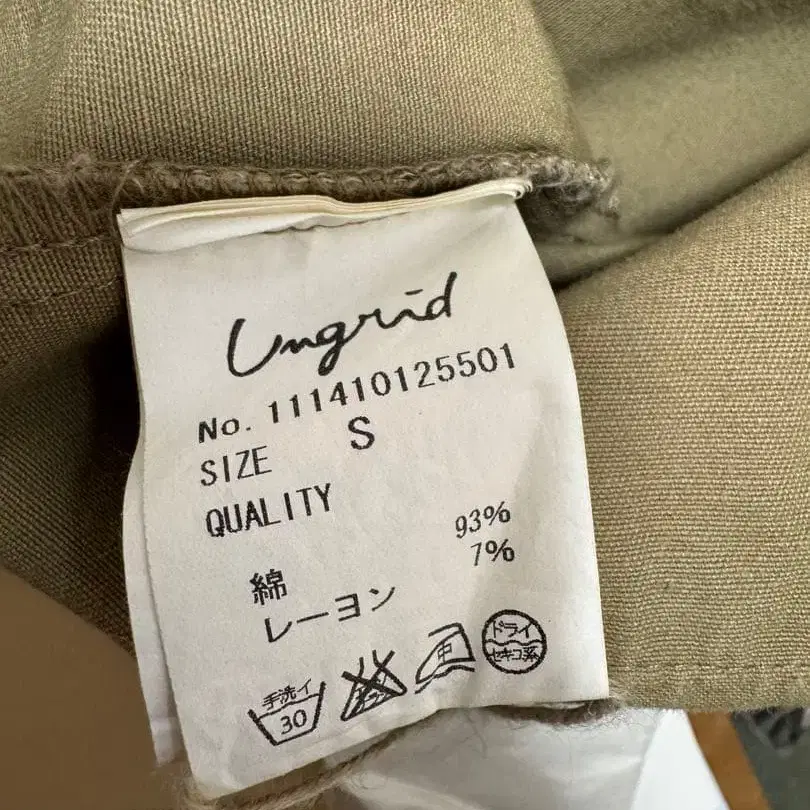 Ungrid
No. 111410125501
SIZE S
QUALITY
綿 93%
レーヨン 7%
手洗イ 30 中 ドライ セキユ系